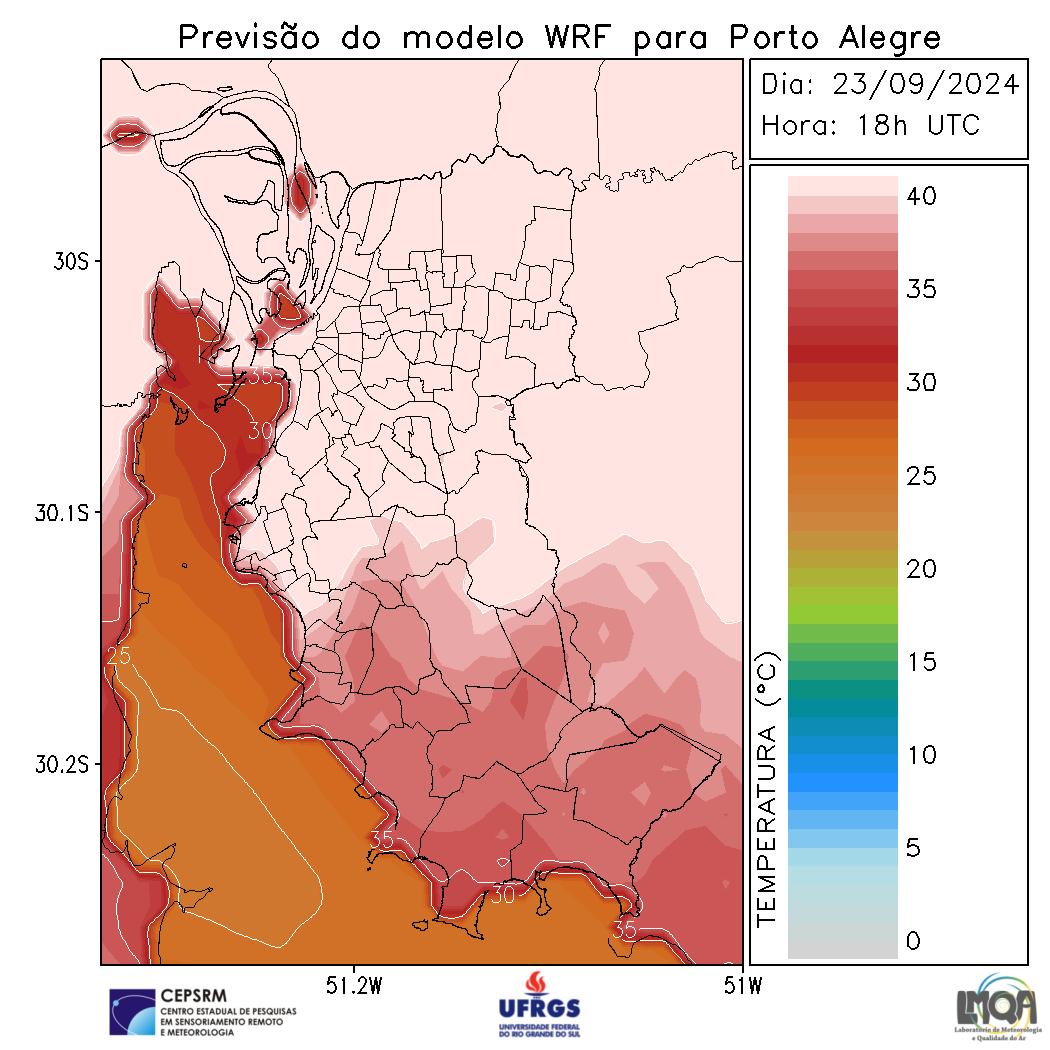 Previsão do modelo WRF para Porto Alegre
Dia: 23/09/2024
Hora: 18h UTC
40
35
30
25
20
15
10
5
0
TEMPERATURA (°C)
30S
30.1S
30.2S
51.2W
51W
35
30
25
35
30
35
CEPSRM
CENTRO ESTADUAL DE PESQUISAS
EM SENSORIAMENTO REMOTO
E METEOROLOGIA
UFRGS
UNIVERSIDADE FEDERAL
DO RIO GRANDE DO SUL
LMQA
Laboratório de Meteorologia
e Qualidade do Ar